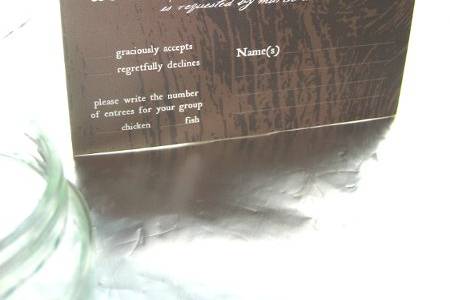 is requested by
graciously accepts
Name(s)
regretfully declines
please write the number
of entrees for your group
chicken fish